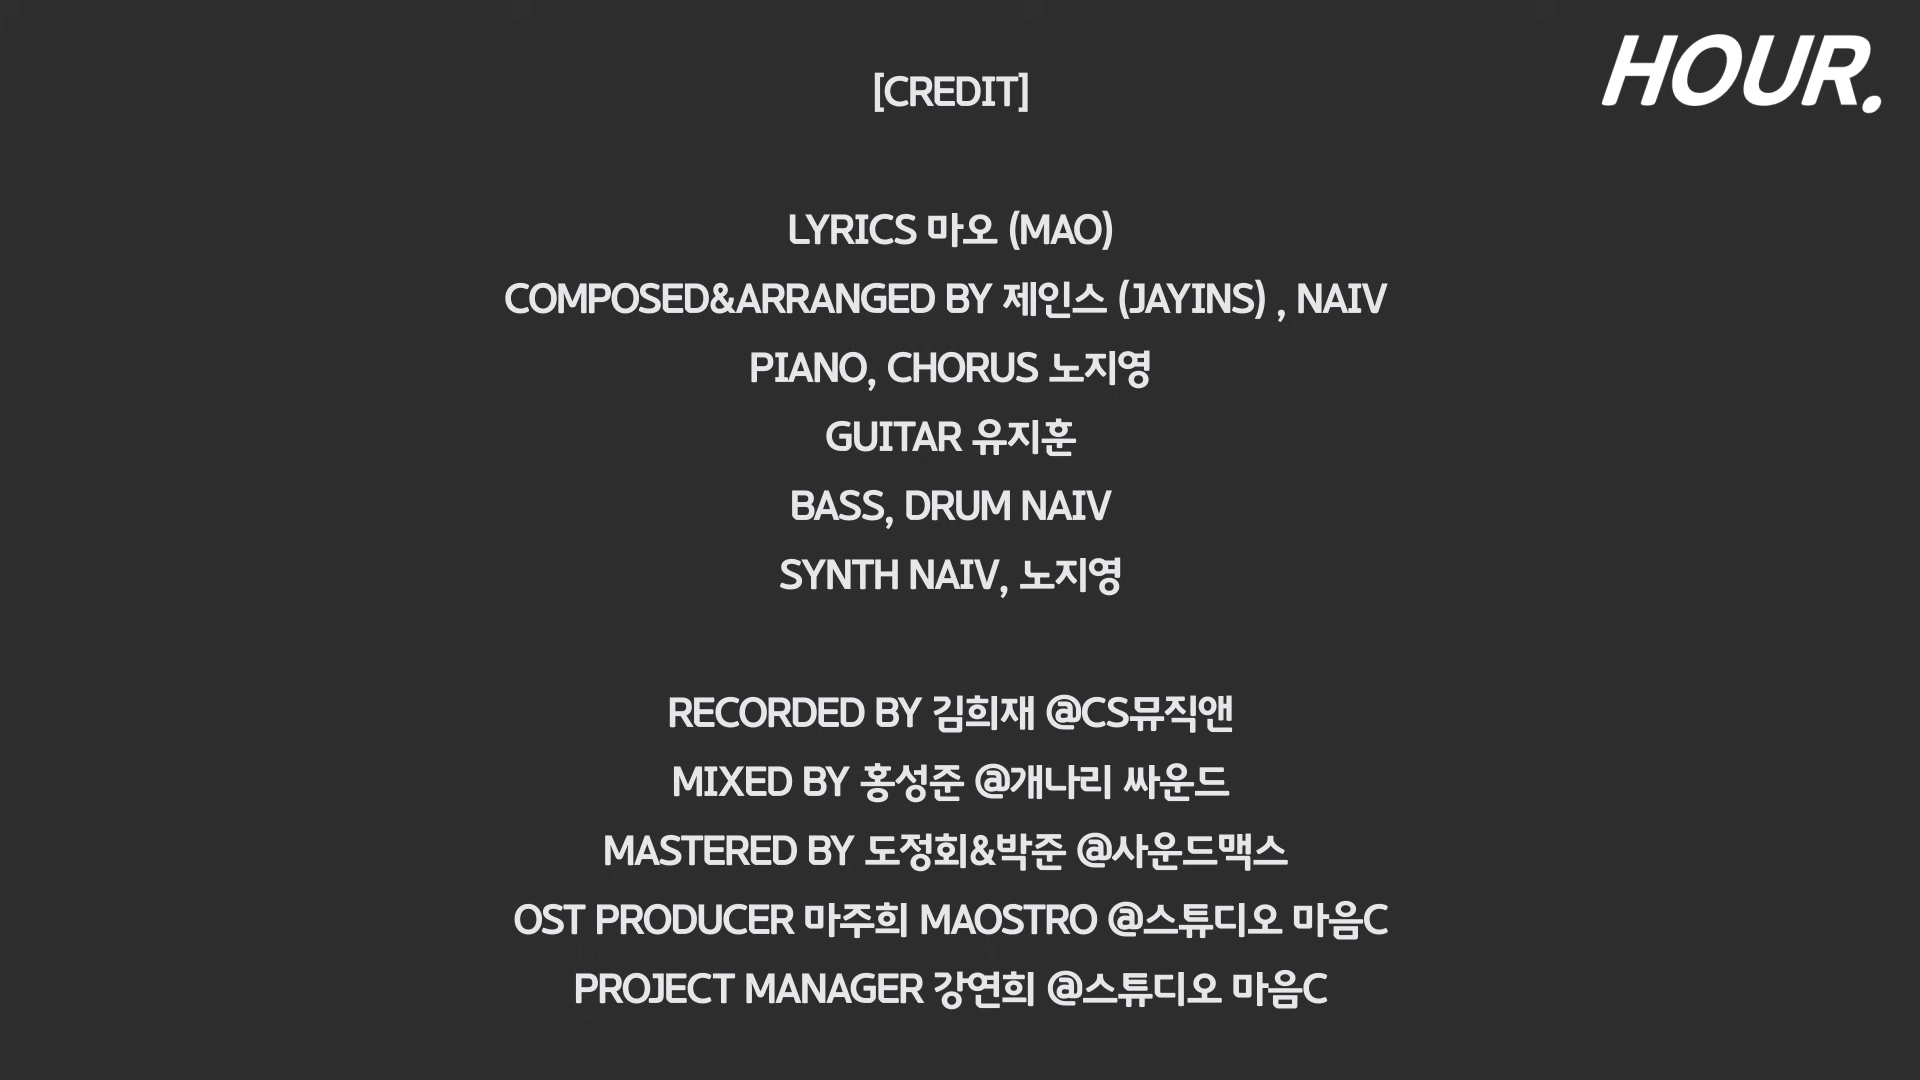 HOUR.
[CREDIT]
LYRICS 마오 (MAO)
COMPOSED&ARRANGED BY 제인스 (JAYINS) , NAIV
PIANO, CHORUS 노지영
GUITAR 유지훈
BASS, DRUM NAIV
SYNTH NAIV, 노지영
RECORDED BY 김희재 @CS뮤직앤
MIXED BY 홍성준 @개나리 싸운드
MASTERED BY 도정회&박준 @사운드맥스
OST PRODUCER 마주희 MAOSTRO @스튜디오 마음C
PROJECT MANAGER 강연희 @스튜디오 마음C